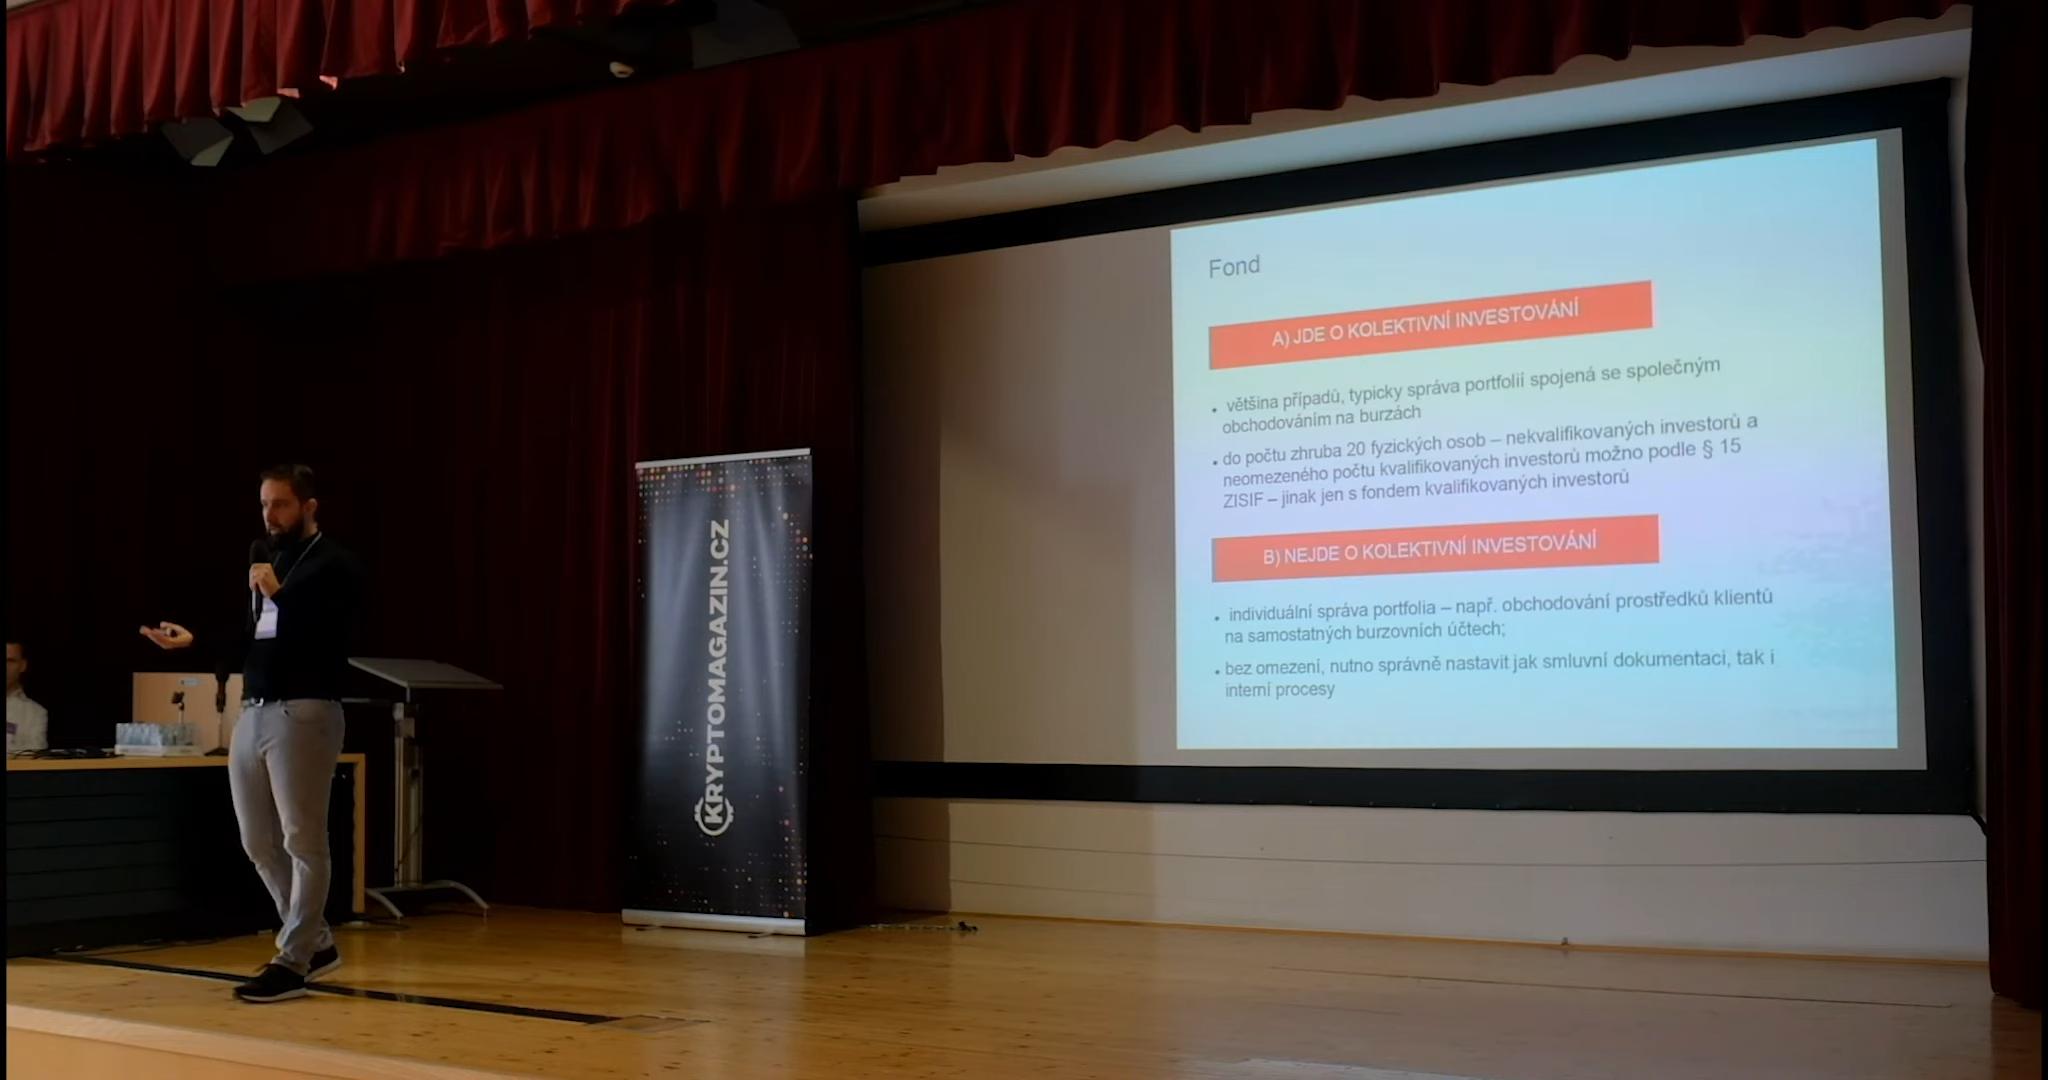 Fond
A) JDE O KOLEKTIVNÍ INVESTOVÁNÍ
• většina případů, typicky správa portfolií spojená se společným
obchodováním na burzách
• do počtu zhruba 20 fyzických osob – nekvalifikovaných investorů a
neomezeného počtu kvalifikovaných investorů možno podle § 15
ZISIF – jinak jen s fondem kvalifikovaných investorů
B) NEJDE O KOLEKTIVNÍ INVESTOVÁNÍ
• individuální správa portfolia – např. obchodování prostředků klientů
na samostatných burzovních účtech;
• bez omezení, nutno správně nastavit jak smluvní dokumentaci, tak i
interní procesy
KRYPTOMAGAZIN.CZ